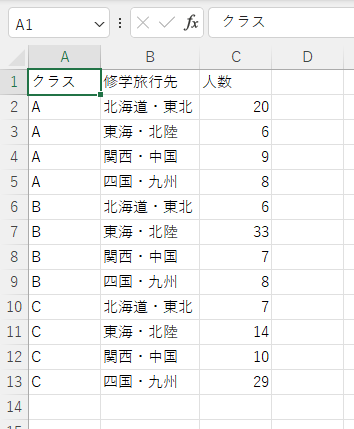 A1 fx クラス
A B C D
1 クラス 修学旅行先 人数
2 A 北海道・東北 20
3 A 東海・北陸 6
4 A 関西・中国 9
5 A 四国・九州 8
6 B 北海道・東北 6
7 B 東海・北陸 33
8 B 関西・中国 7
9 B 四国・九州 8
10 C 北海道・東北 7
11 C 東海・北陸 14
12 C 関西・中国 10
13 C 四国・九州 29
14